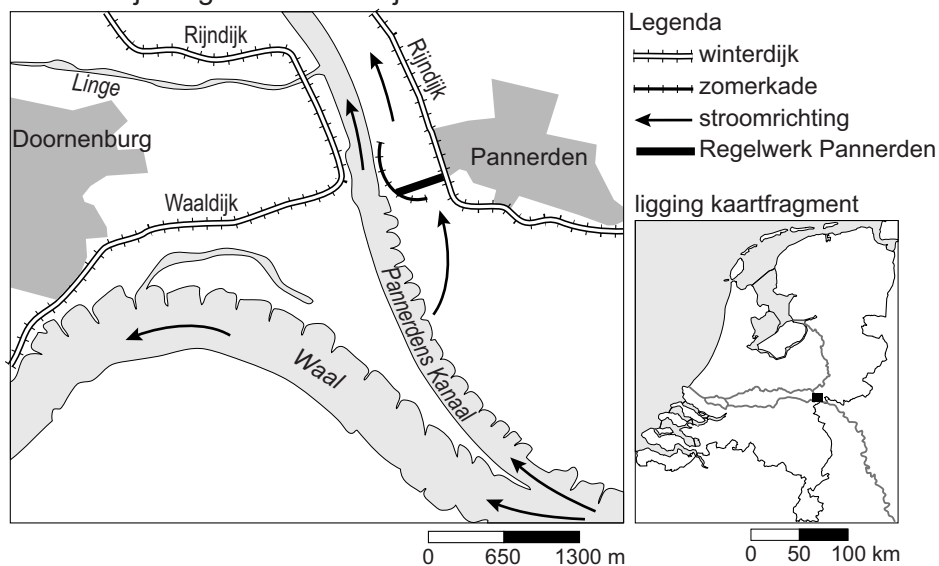 Rijndijk
Linge
Doornenburg
Waaldijk
Rijndijk
Pannerden
Pannerdens Kanaal
Waal
0 650 1300 m
Legenda
winterdijk
zomerkade
stroomrichting
Regelwerk Pannerden
ligging kaartfragment
0 50 100 km